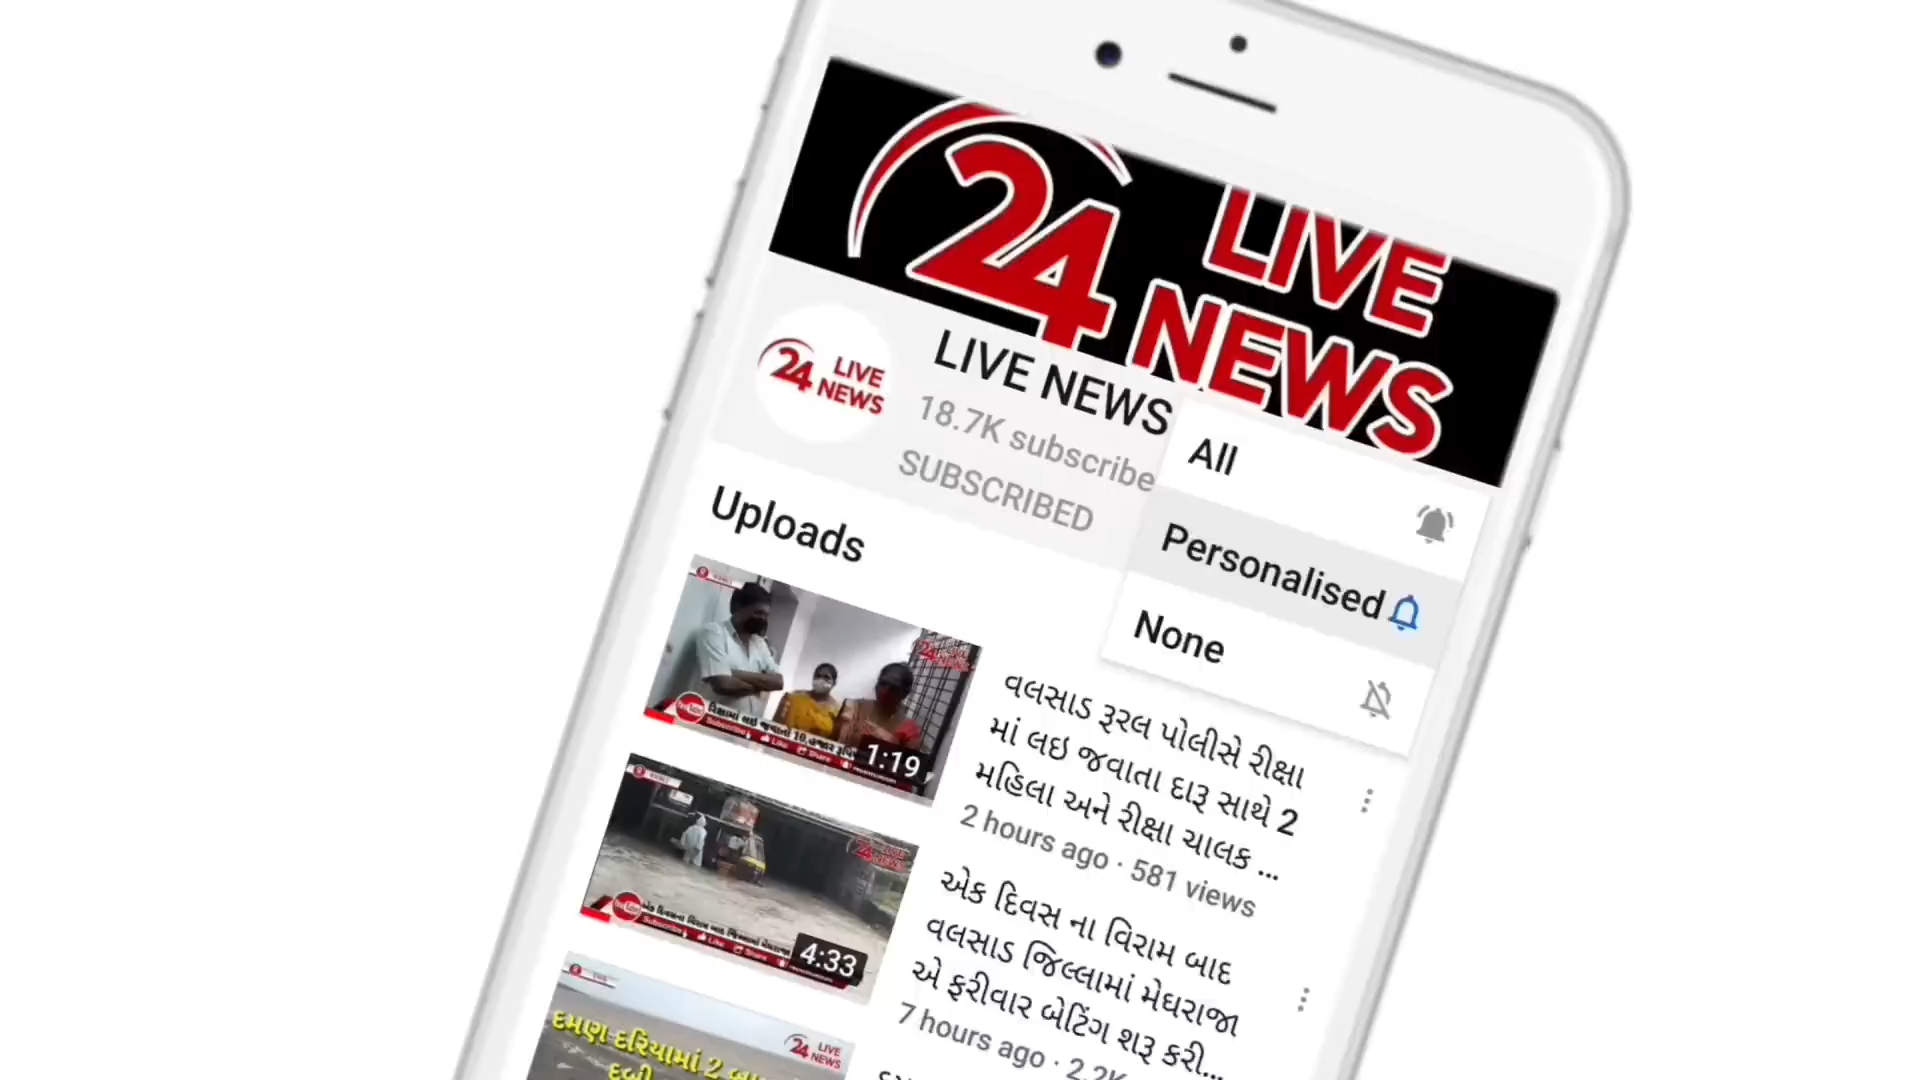 24 LIVE
NEWS
24 LIVE
NEWS
LIVE NEWS
18.7K subscribe
SUBSCRIBED
All
Personalised
None
Uploads
1:19
વલસાડ રૂરલ પોલીસે રીક્ષા
માં લઇ જવાતા દારૂ સાથે 2
મહિલા અને રીક્ષા ચાલક ...
2 hours ago · 581 views
4:33
એક દિવસ ના વિરામ બાદ
વલસાડ જિલ્લામાં મેઘરાજા
એ ફરીવાર બેટિંગ શરૂ કરી...
7 hours ago · 2.2K
દમણ દરિયામાં 2
24 LIVE
NEWS